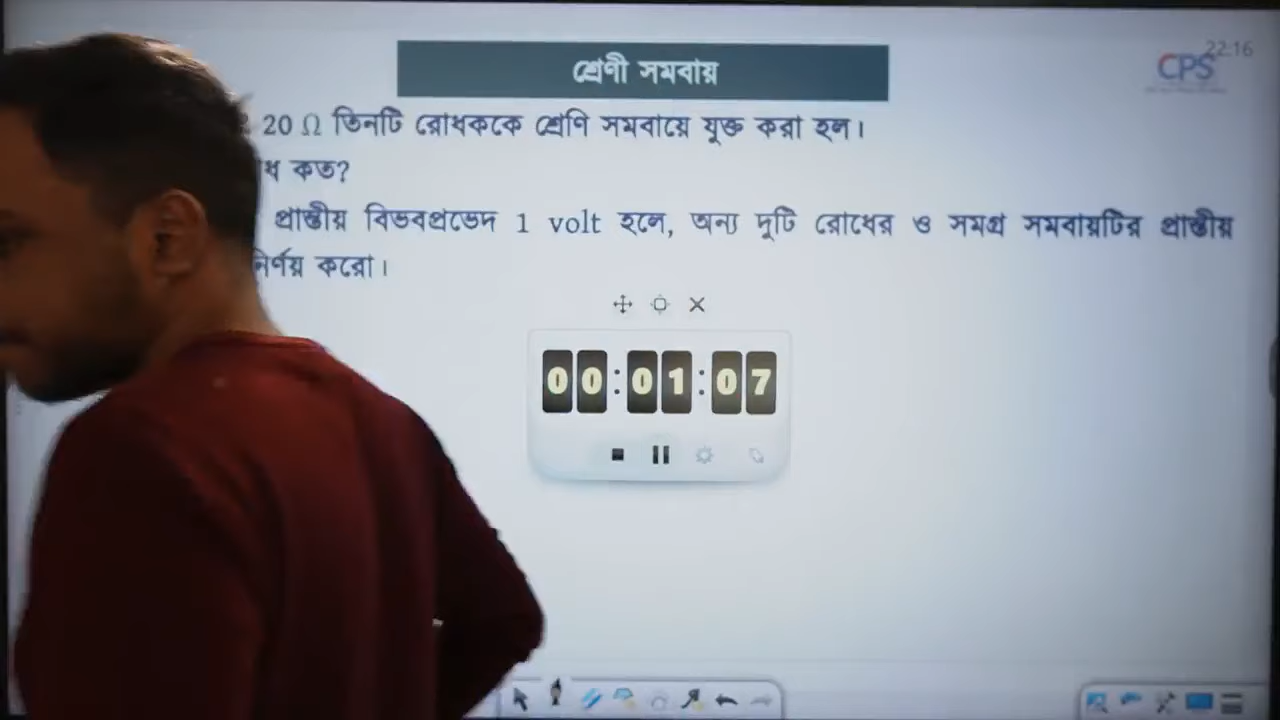 শ্রেণী সমবায়
22:16
CPS
20 Ω তিনটি রোধককে শ্রেণি সমবায়ে যুক্ত করা হল।
কত?
প্রান্তীয় বিভবপ্রভেদ 1 volt হলে, অন্য দুটি রোধের ও সমগ্র সমবায়টির প্রান্তীয়
নির্ণয় করো।
00:01:07